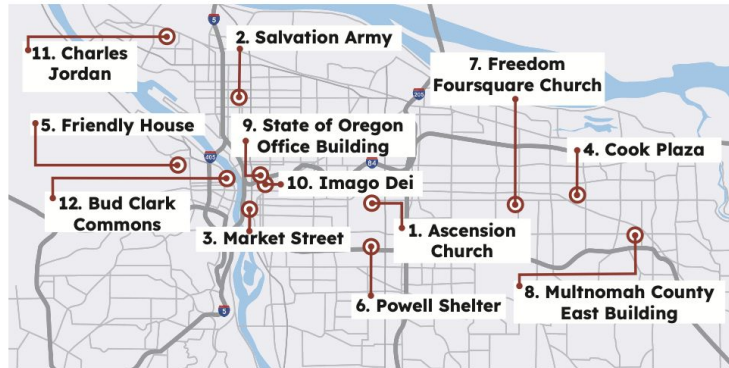 5
2. Salvation Army
11. Charles
Jordan
7. Freedom
Foursquare Church
205
5. Friendly House
9. State of Oregon
Office Building
405
84
4. Cook Plaza
10. Imago Dei
12. Bud Clark
Commons
3. Market Street
1. Ascension
Church
6. Powell Shelter
8. Multnomah County
East Building
5